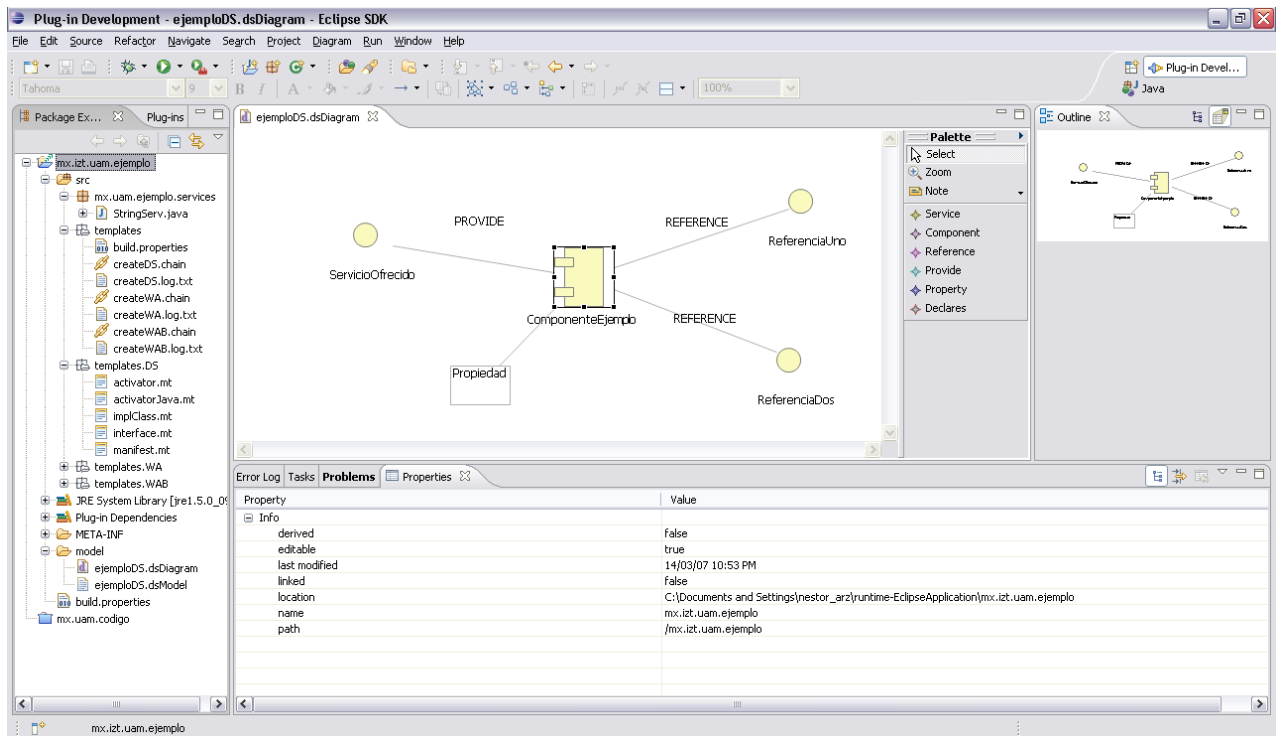 Plug-in Development - ejemploDS.dsDiagram - Eclipse SDK
File Edit Source Refactor Navigate Search Project Diagram Run Window Help
Plug-in Devel...
Tahoma 9 B I A 100%
Java
Package Ex... Plug-ins
ejemploDS.dsDiagram
Outline
mx.izt.uam.ejemplo
src
mx.uam.ejemplo.services
StringServ.java
templates
build.properties
createDS.chain
createDS.log.txt
createWA.chain
createWA.log.txt
createWAB.chain
createWAB.log.txt
templates.DS
activator.mt
activatorJava.mt
implClass.mt
interface.mt
manifest.mt
templates.WA
templates.WAB
JRE System Library [jre1.5.0_09
Plug-in Dependencies
META-INF
model
ejemploDS.dsDiagram
ejemploDS.dsModel
build.properties
mx.uam.codigo
PROVIDE
REFERENCE
ReferenciaUno
ServicioOfrecido
ComponenteEjemplo
REFERENCE
Propiedad
ReferenciaDos
Palette
Select
Zoom
Note
Service
Component
Reference
Provide
Property
Declares
Error Log Tasks Problems Properties
Property Value
Info
derived false
editable true
last modified 14/03/07 10:53 PM
linked false
location C:\Documents and Settings\nestor_arz\runtime-EclipseApplication\mx.izt.uam.ejemplo
name mx.izt.uam.ejemplo
path /mx.izt.uam.ejemplo
mx.izt.uam.ejemplo